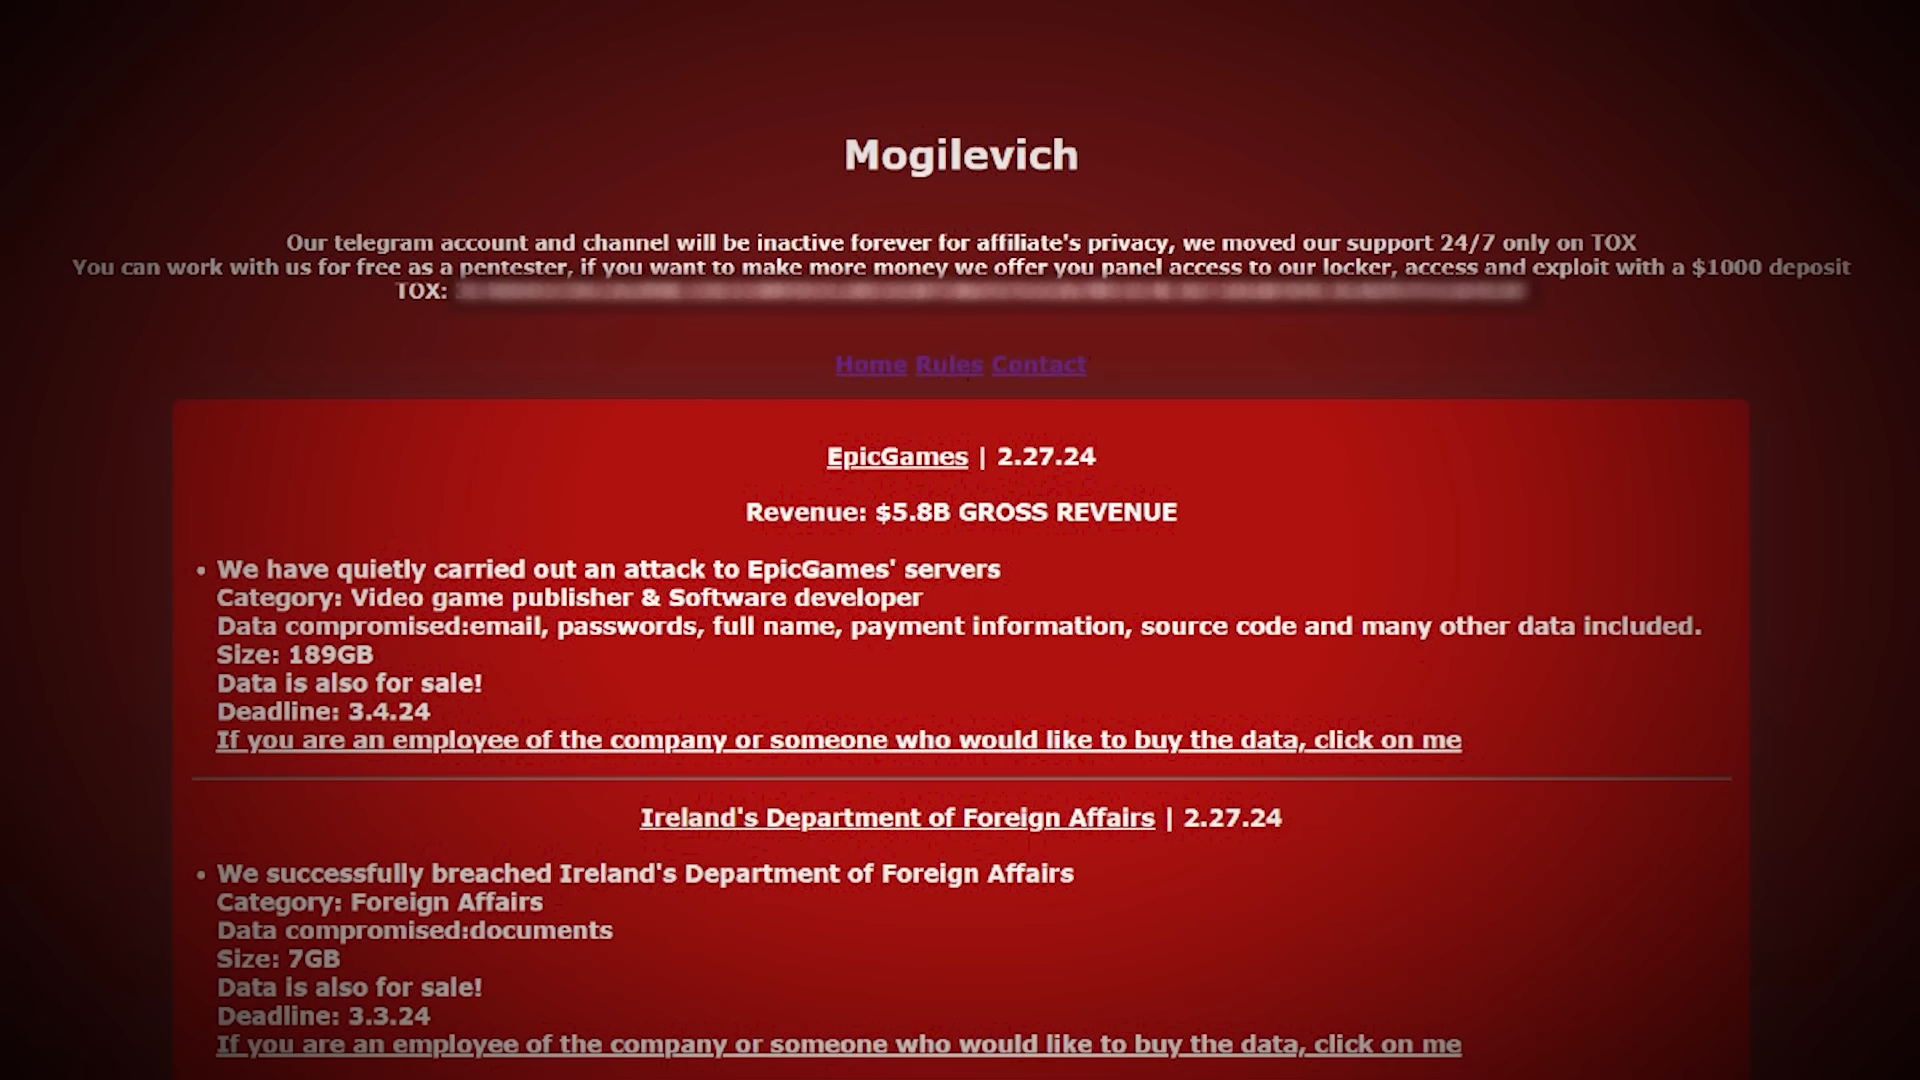 Mogilevich
Our telegram account and channel will be inactive forever for affiliate's privacy, we moved our support 24/7 only on TOX
You can work with us for free as a pentester, if you want to make more money we offer you panel access to our locker, access and exploit with a $1000 deposit
TOX:
Home Rules Contact
EpicGames | 2.27.24
Revenue: $5.8B GROSS REVENUE
• We have quietly carried out an attack to EpicGames' servers
Category: Video game publisher & Software developer
Data compromised:email, passwords, full name, payment information, source code and many other data included.
Size: 189GB
Data is also for sale!
Deadline: 3.4.24
If you are an employee of the company or someone who would like to buy the data, click on me
Ireland's Department of Foreign Affairs | 2.27.24
• We successfully breached Ireland's Department of Foreign Affairs
Category: Foreign Affairs
Data compromised:documents
Size: 7GB
Data is also for sale!
Deadline: 3.3.24
If you are an employee of the company or someone who would like to buy the data, click on me